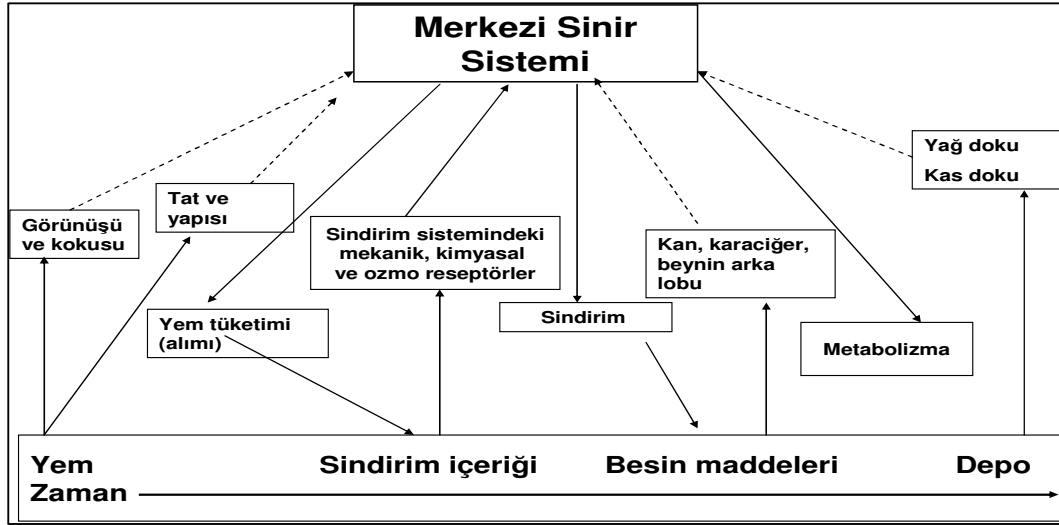 Merkezi Sinir
Sistemi
Yağ doku
Kas doku
Tat ve
yapısı
Görünüşü
ve kokusu
Sindirim sistemindeki
mekanik, kimyasal
ve ozmo reseptörler
Kan, karaciğer,
beynin arka
lobu
Yem tüketimi
(alımı)
Sindirim
Metabolizma
Yem
Sindirim içeriği
Besin maddeleri
Depo
Zaman